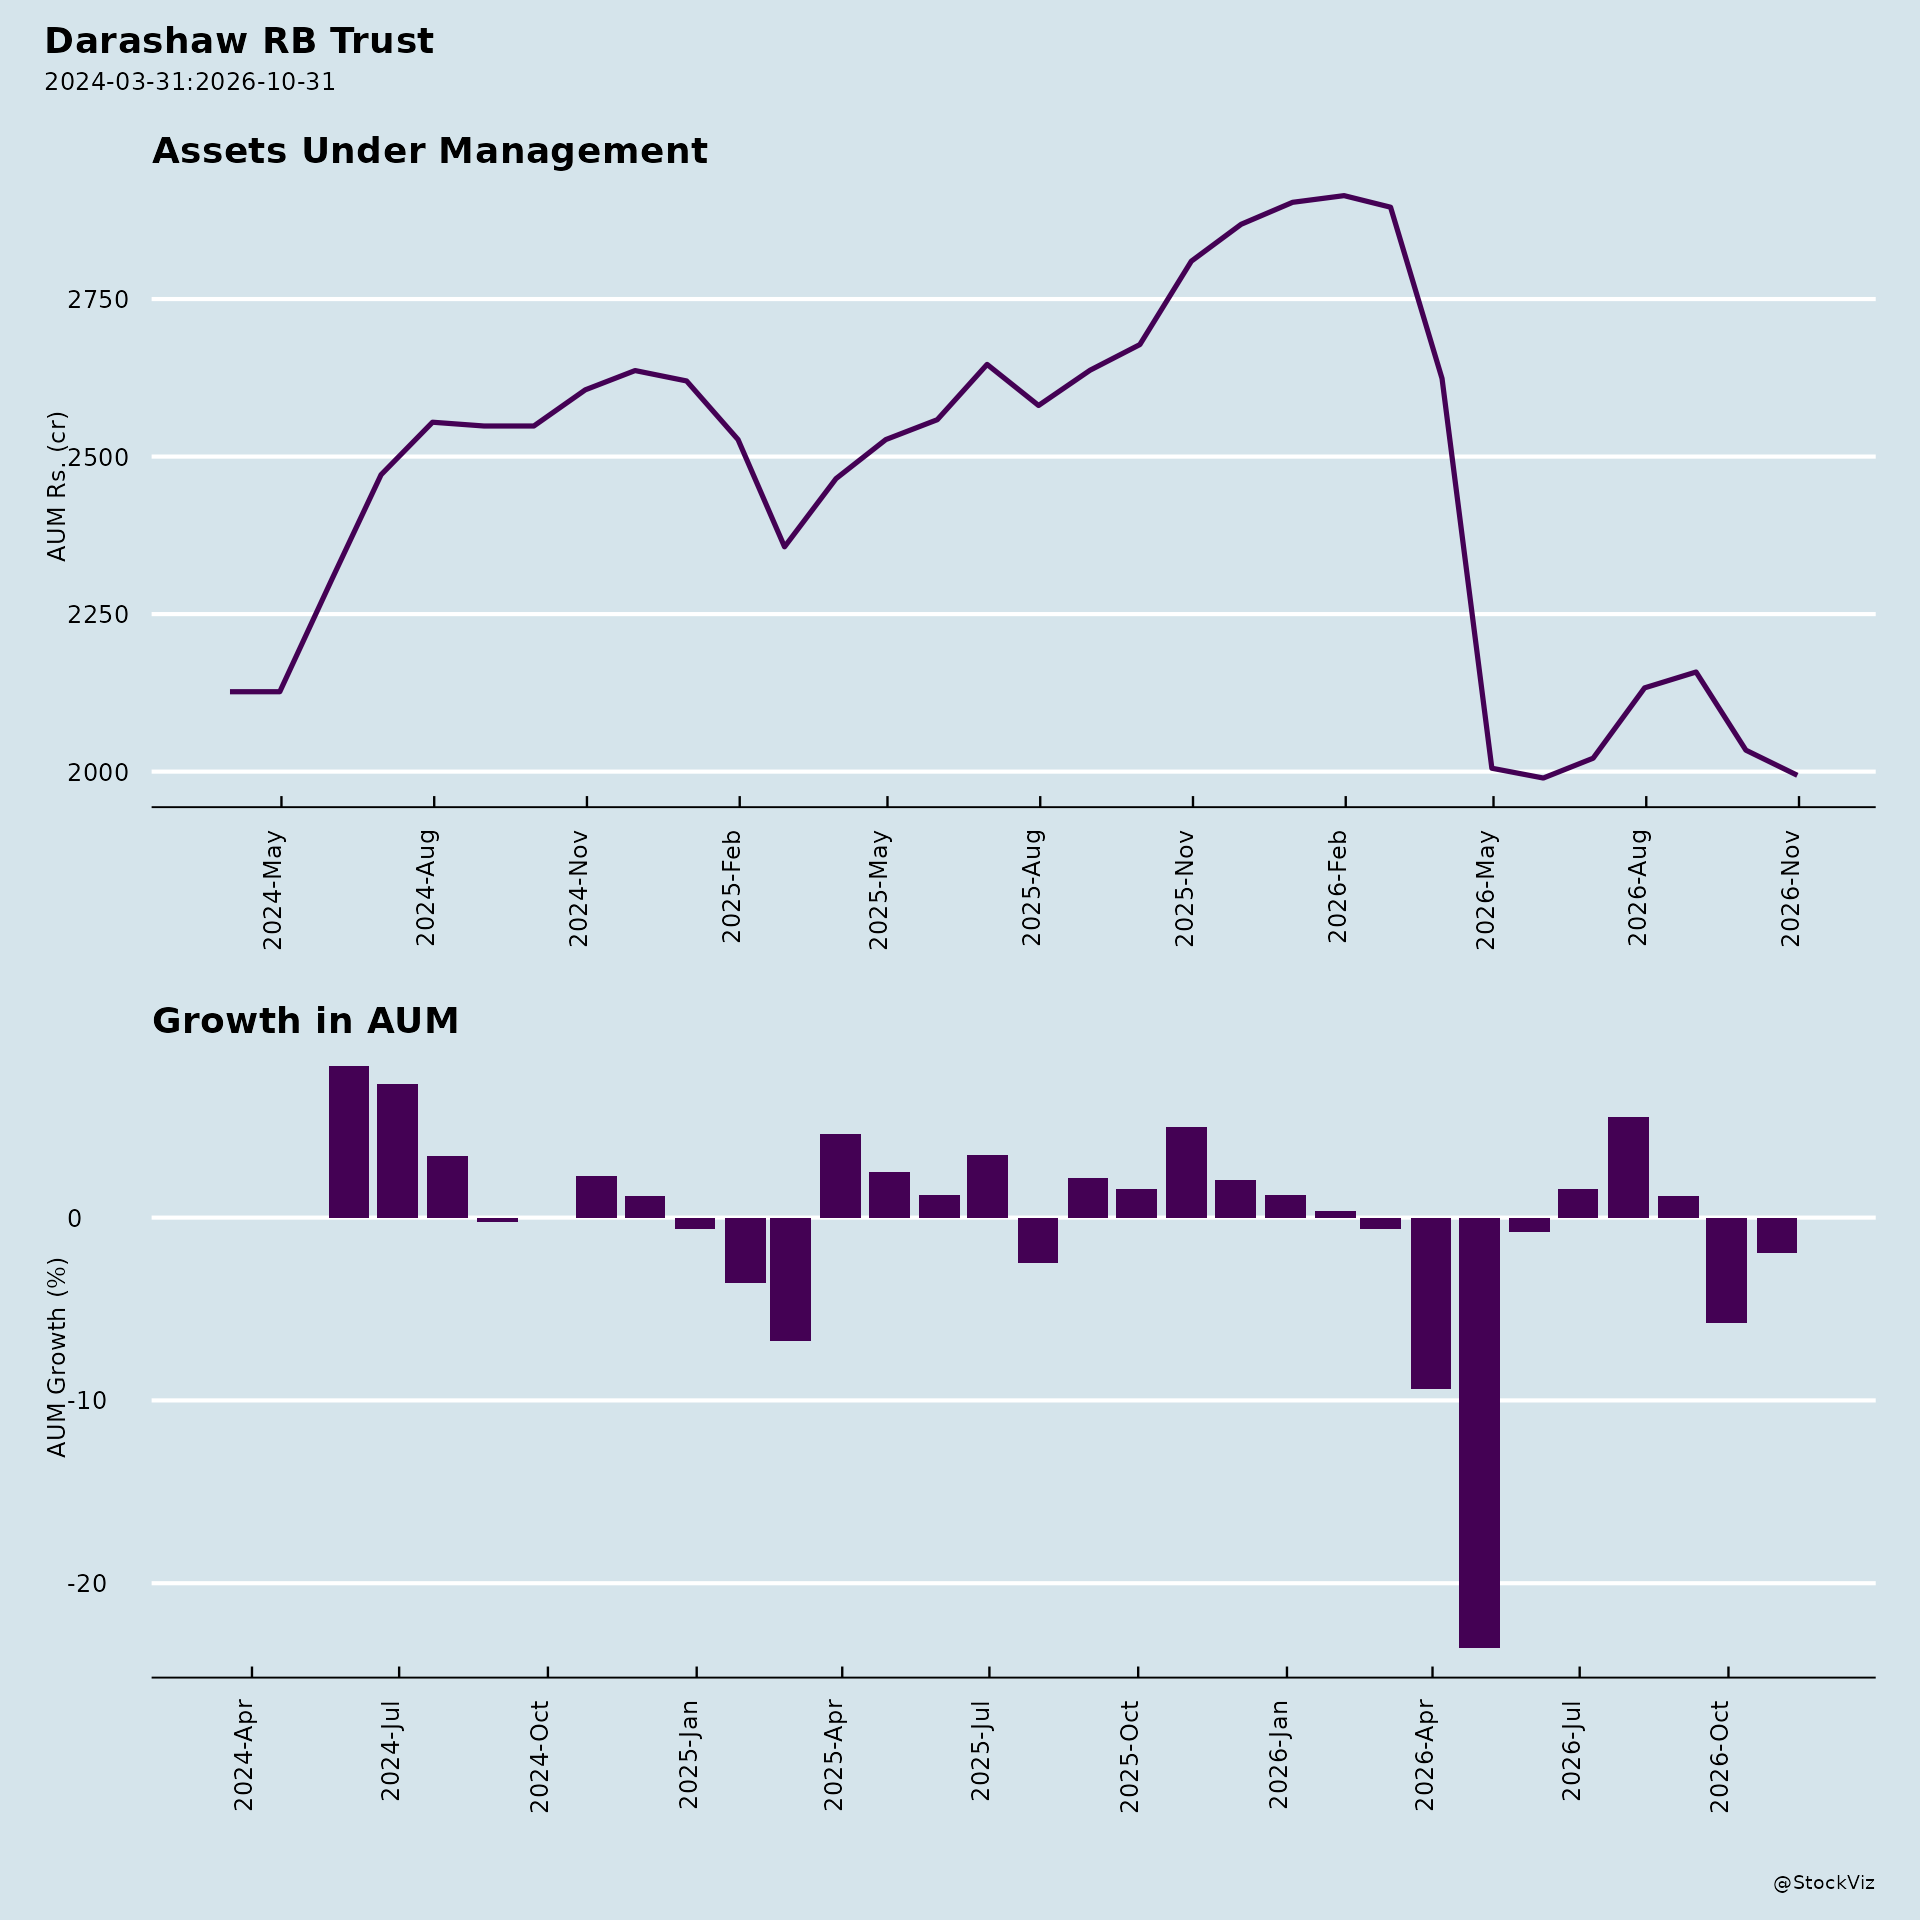 Darashaw RB Trust
2024-03-31:2026-10-31
Assets Under Management
AUM Rs. (cr)
2750
2500
2250
2000
2024-May
2024-Aug
2024-Nov
2025-Feb
2025-May
2025-Aug
2025-Nov
2026-Feb
2026-May
2026-Aug
2026-Nov
Growth in AUM
AUM Growth (%)
0
-10
-20
2024-Apr
2024-Jul
2024-Oct
2025-Jan
2025-Apr
2025-Jul
2025-Oct
2026-Jan
2026-Apr
2026-Jul
2026-Oct
@StockViz